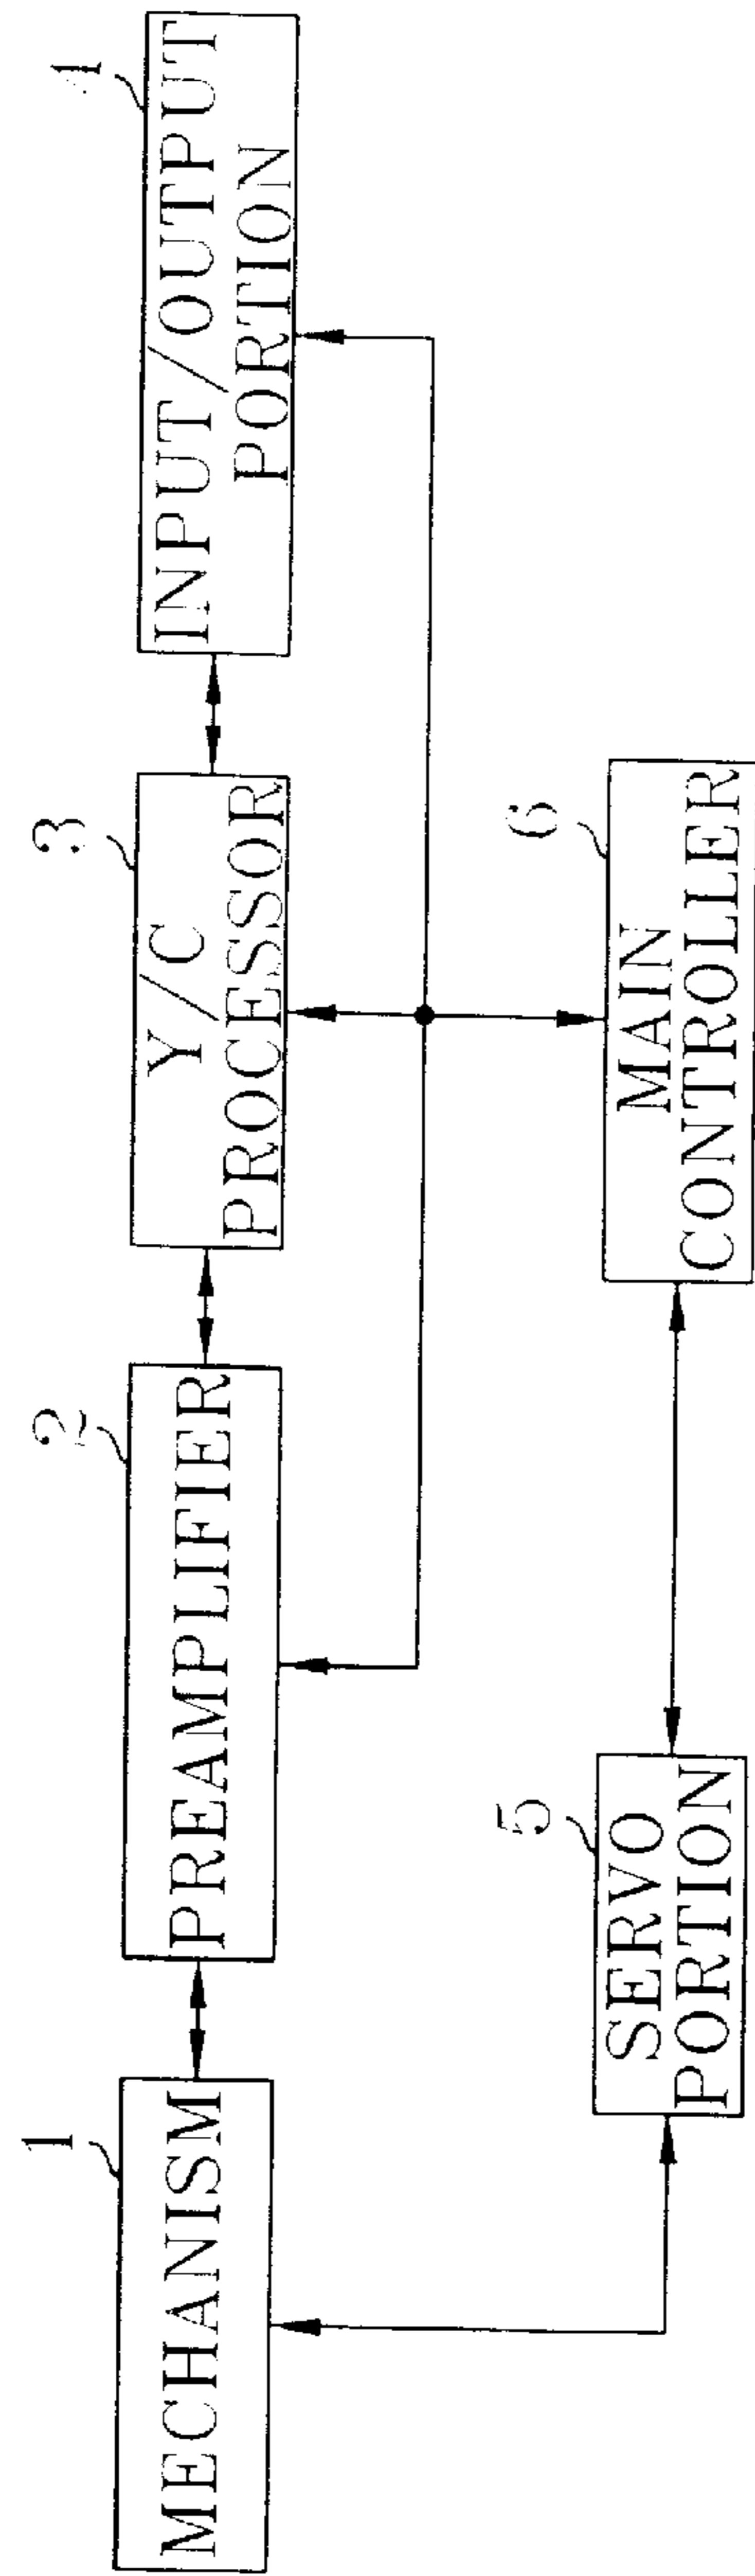 1
MECHANISM
2
PREAMPLIFIER
3
Y/C
PROCESSOR
4
INPUT/OUTPUT
PORTION
5
SERVO
PORTION
6
MAIN
CONTROLLER